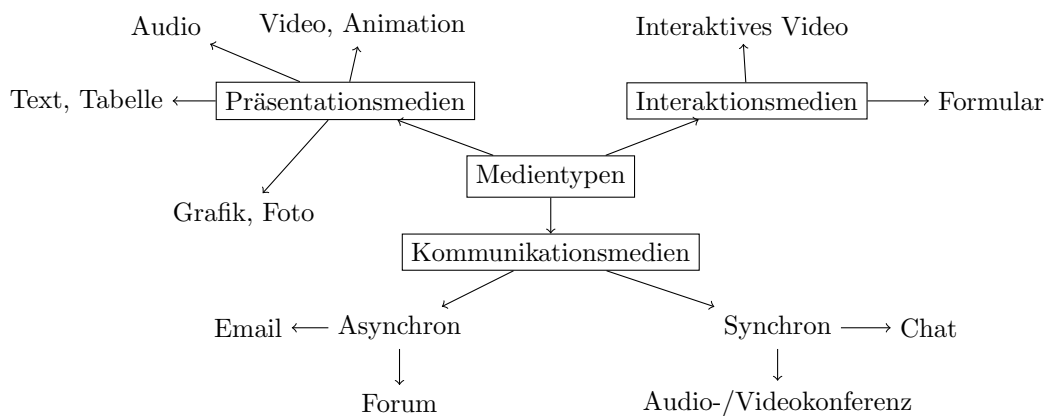 Audio
Video, Animation
Interaktives Video
Text, Tabelle
Präsentationsmedien
Interaktionsmedien
Formular
Medientypen
Grafik, Foto
Kommunikationsmedien
Email
Asynchron
Synchron
Chat
Forum
Audio-/Videokonferenz